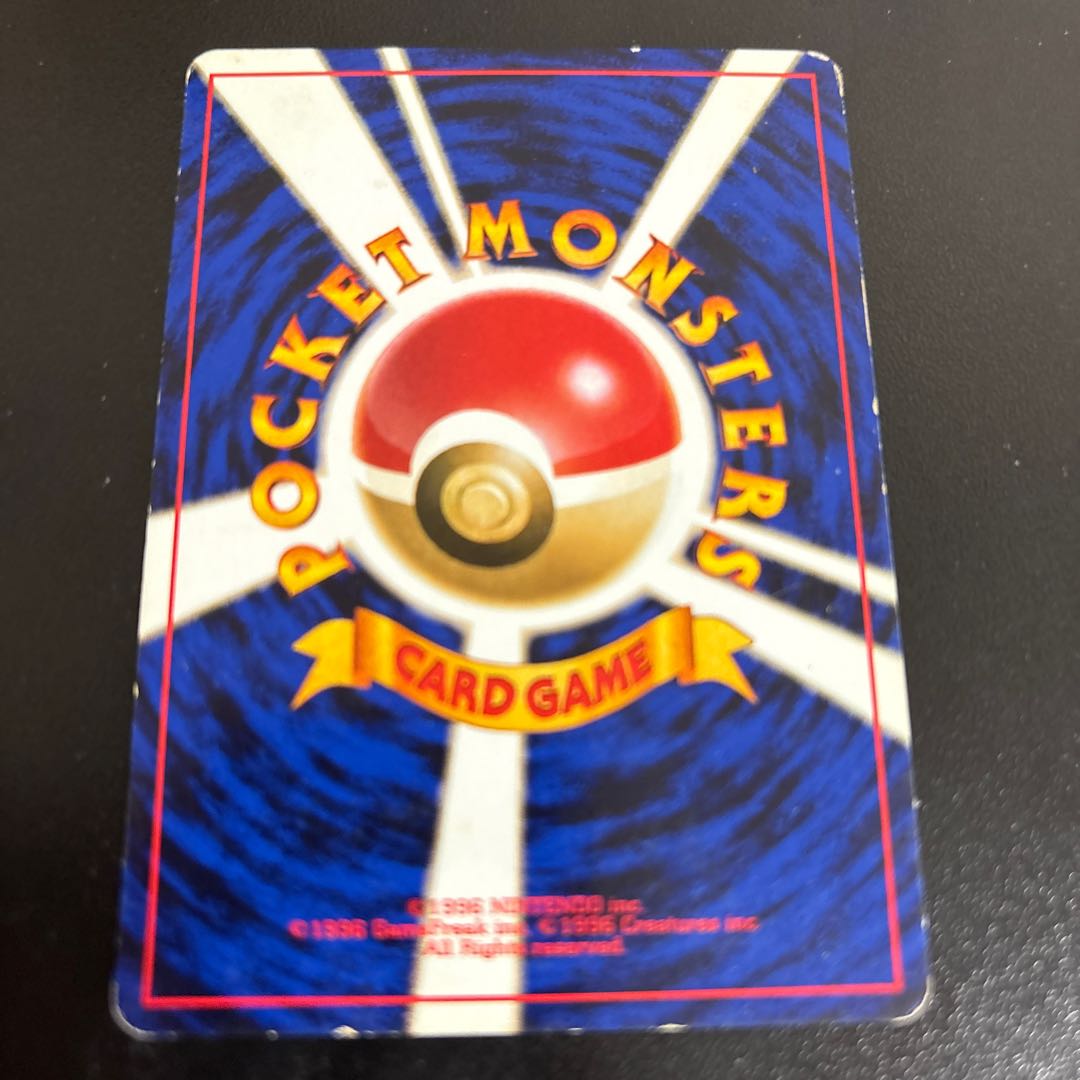 POCKET MONSTERS
CARD GAME
©1996 NINTENDO inc.
©1996 GameFreak inc. ©1996 Creatures inc.
All Rights reserved.